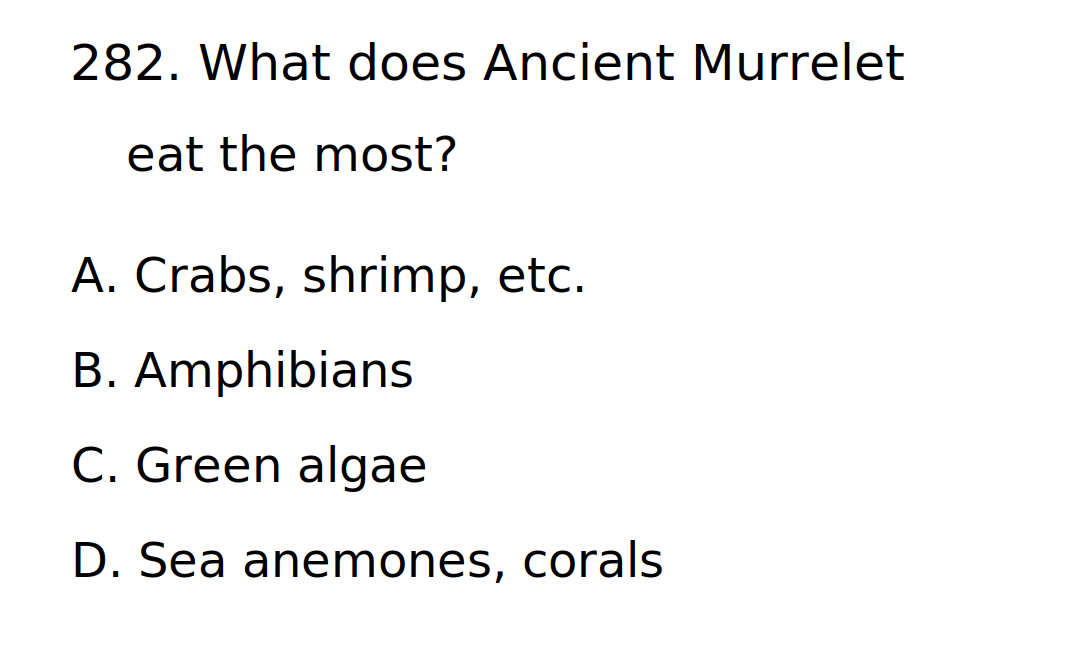 282. What does Ancient Murrelet
eat the most?
A. Crabs, shrimp, etc.
B. Amphibians
C. Green algae
D. Sea anemones, corals